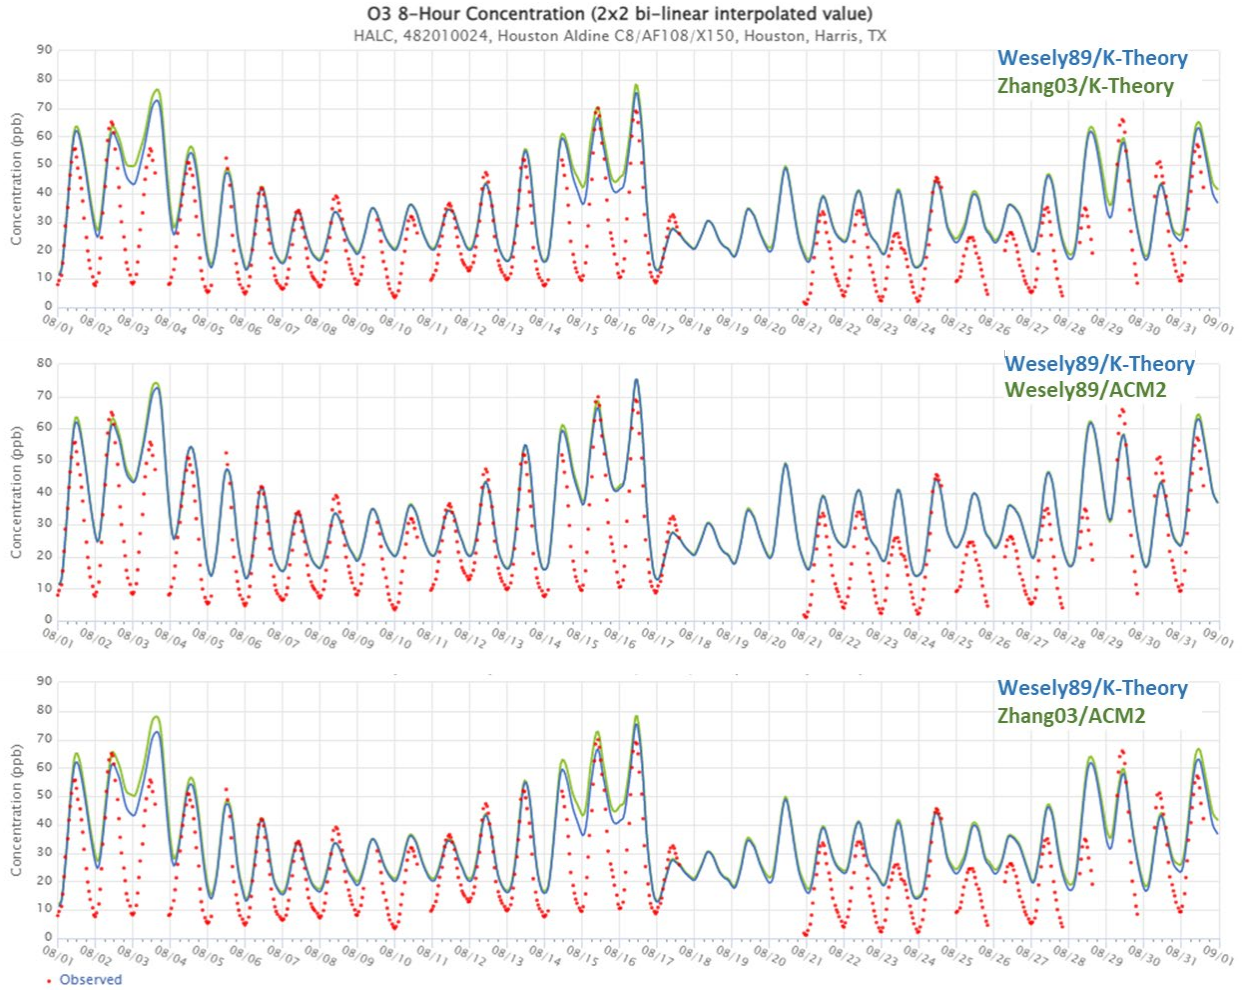 O3 8-Hour Concentration (2x2 bi-linear interpolated value)
HALC, 482010024, Houston Aldine C8/AF108/X150, Houston, Harris, TX
Wesely89/K-Theory
Zhang03/K-Theory
Concentration (ppb)
90
80
70
60
50
40
30
20
10
0
08/01 08/02 08/03 08/04 08/05 08/06 08/07 08/08 08/09 08/10 08/11 08/12 08/13 08/14 08/15 08/16 08/17 08/18 08/19 08/20 08/21 08/22 08/23 08/24 08/25 08/26 08/27 08/28 08/29 08/30 08/31 09/01
Wesely89/K-Theory
Wesely89/ACM2
Concentration (ppb)
80
70
60
50
40
30
20
10
0
08/01 08/02 08/03 08/04 08/05 08/06 08/07 08/08 08/09 08/10 08/11 08/12 08/13 08/14 08/15 08/16 08/17 08/18 08/19 08/20 08/21 08/22 08/23 08/24 08/25 08/26 08/27 08/28 08/29 08/30 08/31 09/01
Wesely89/K-Theory
Zhang03/ACM2
Concentration (ppb)
90
80
70
60
50
40
30
20
10
0
08/01 08/02 08/03 08/04 08/05 08/06 08/07 08/08 08/09 08/10 08/11 08/12 08/13 08/14 08/15 08/16 08/17 08/18 08/19 08/20 08/21 08/22 08/23 08/24 08/25 08/26 08/27 08/28 08/29 08/30 08/31 09/01
Observed